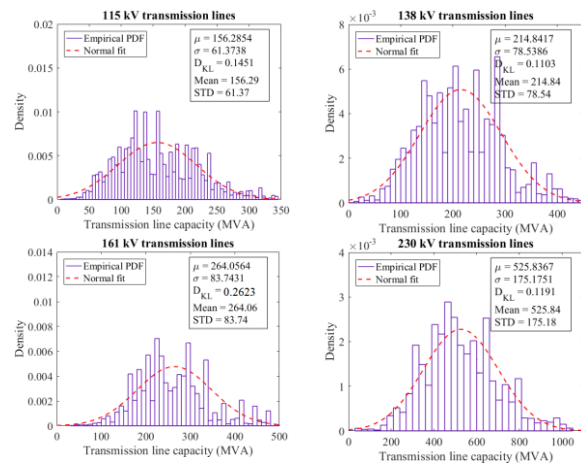 115 kV transmission lines
Empirical PDF
Normal fit
μ = 156.2854
σ = 61.3738
D_KL = 0.1451
Mean = 156.29
STD = 61.37
Density
0.02
0.015
0.01
0.005
0
0 50 100 150 200 250 300 350
Transmission line capacity (MVA)
138 kV transmission lines
×10⁻³
Empirical PDF
Normal fit
μ = 214.8417
σ = 78.5386
D_KL = 0.1103
Mean = 214.84
STD = 78.54
Density
8
6
4
2
0
0 100 200 300 400
Transmission line capacity (MVA)
161 kV transmission lines
Empirical PDF
Normal fit
μ = 264.0564
σ = 83.7431
D_KL = 0.2623
Mean = 264.06
STD = 83.74
Density
0.014
0.012
0.01
0.008
0.006
0.004
0.002
0
0 100 200 300 400 500
Transmission line capacity (MVA)
230 kV transmission lines
×10⁻³
Empirical PDF
Normal fit
μ = 525.8367
σ = 175.1751
D_KL = 0.1191
Mean = 525.84
STD = 175.18
Density
4
3
2
1
0
0 200 400 600 800 1000
Transmission line capacity (MVA)